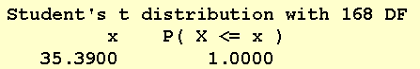 Student's t distribution with 168 DF
x P( X <= x )
35.3900 1.0000